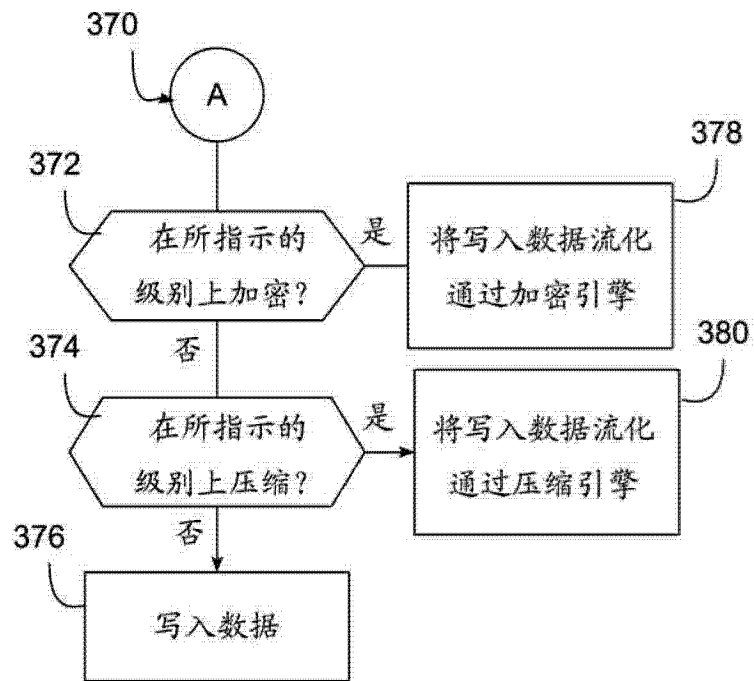 370
A
372
378
在所指示的
级别上加密？
是
将写入数据流化
通过加密引擎
否
374
380
在所指示的
级别上压缩？
是
将写入数据流化
通过压缩引擎
否
376
写入数据